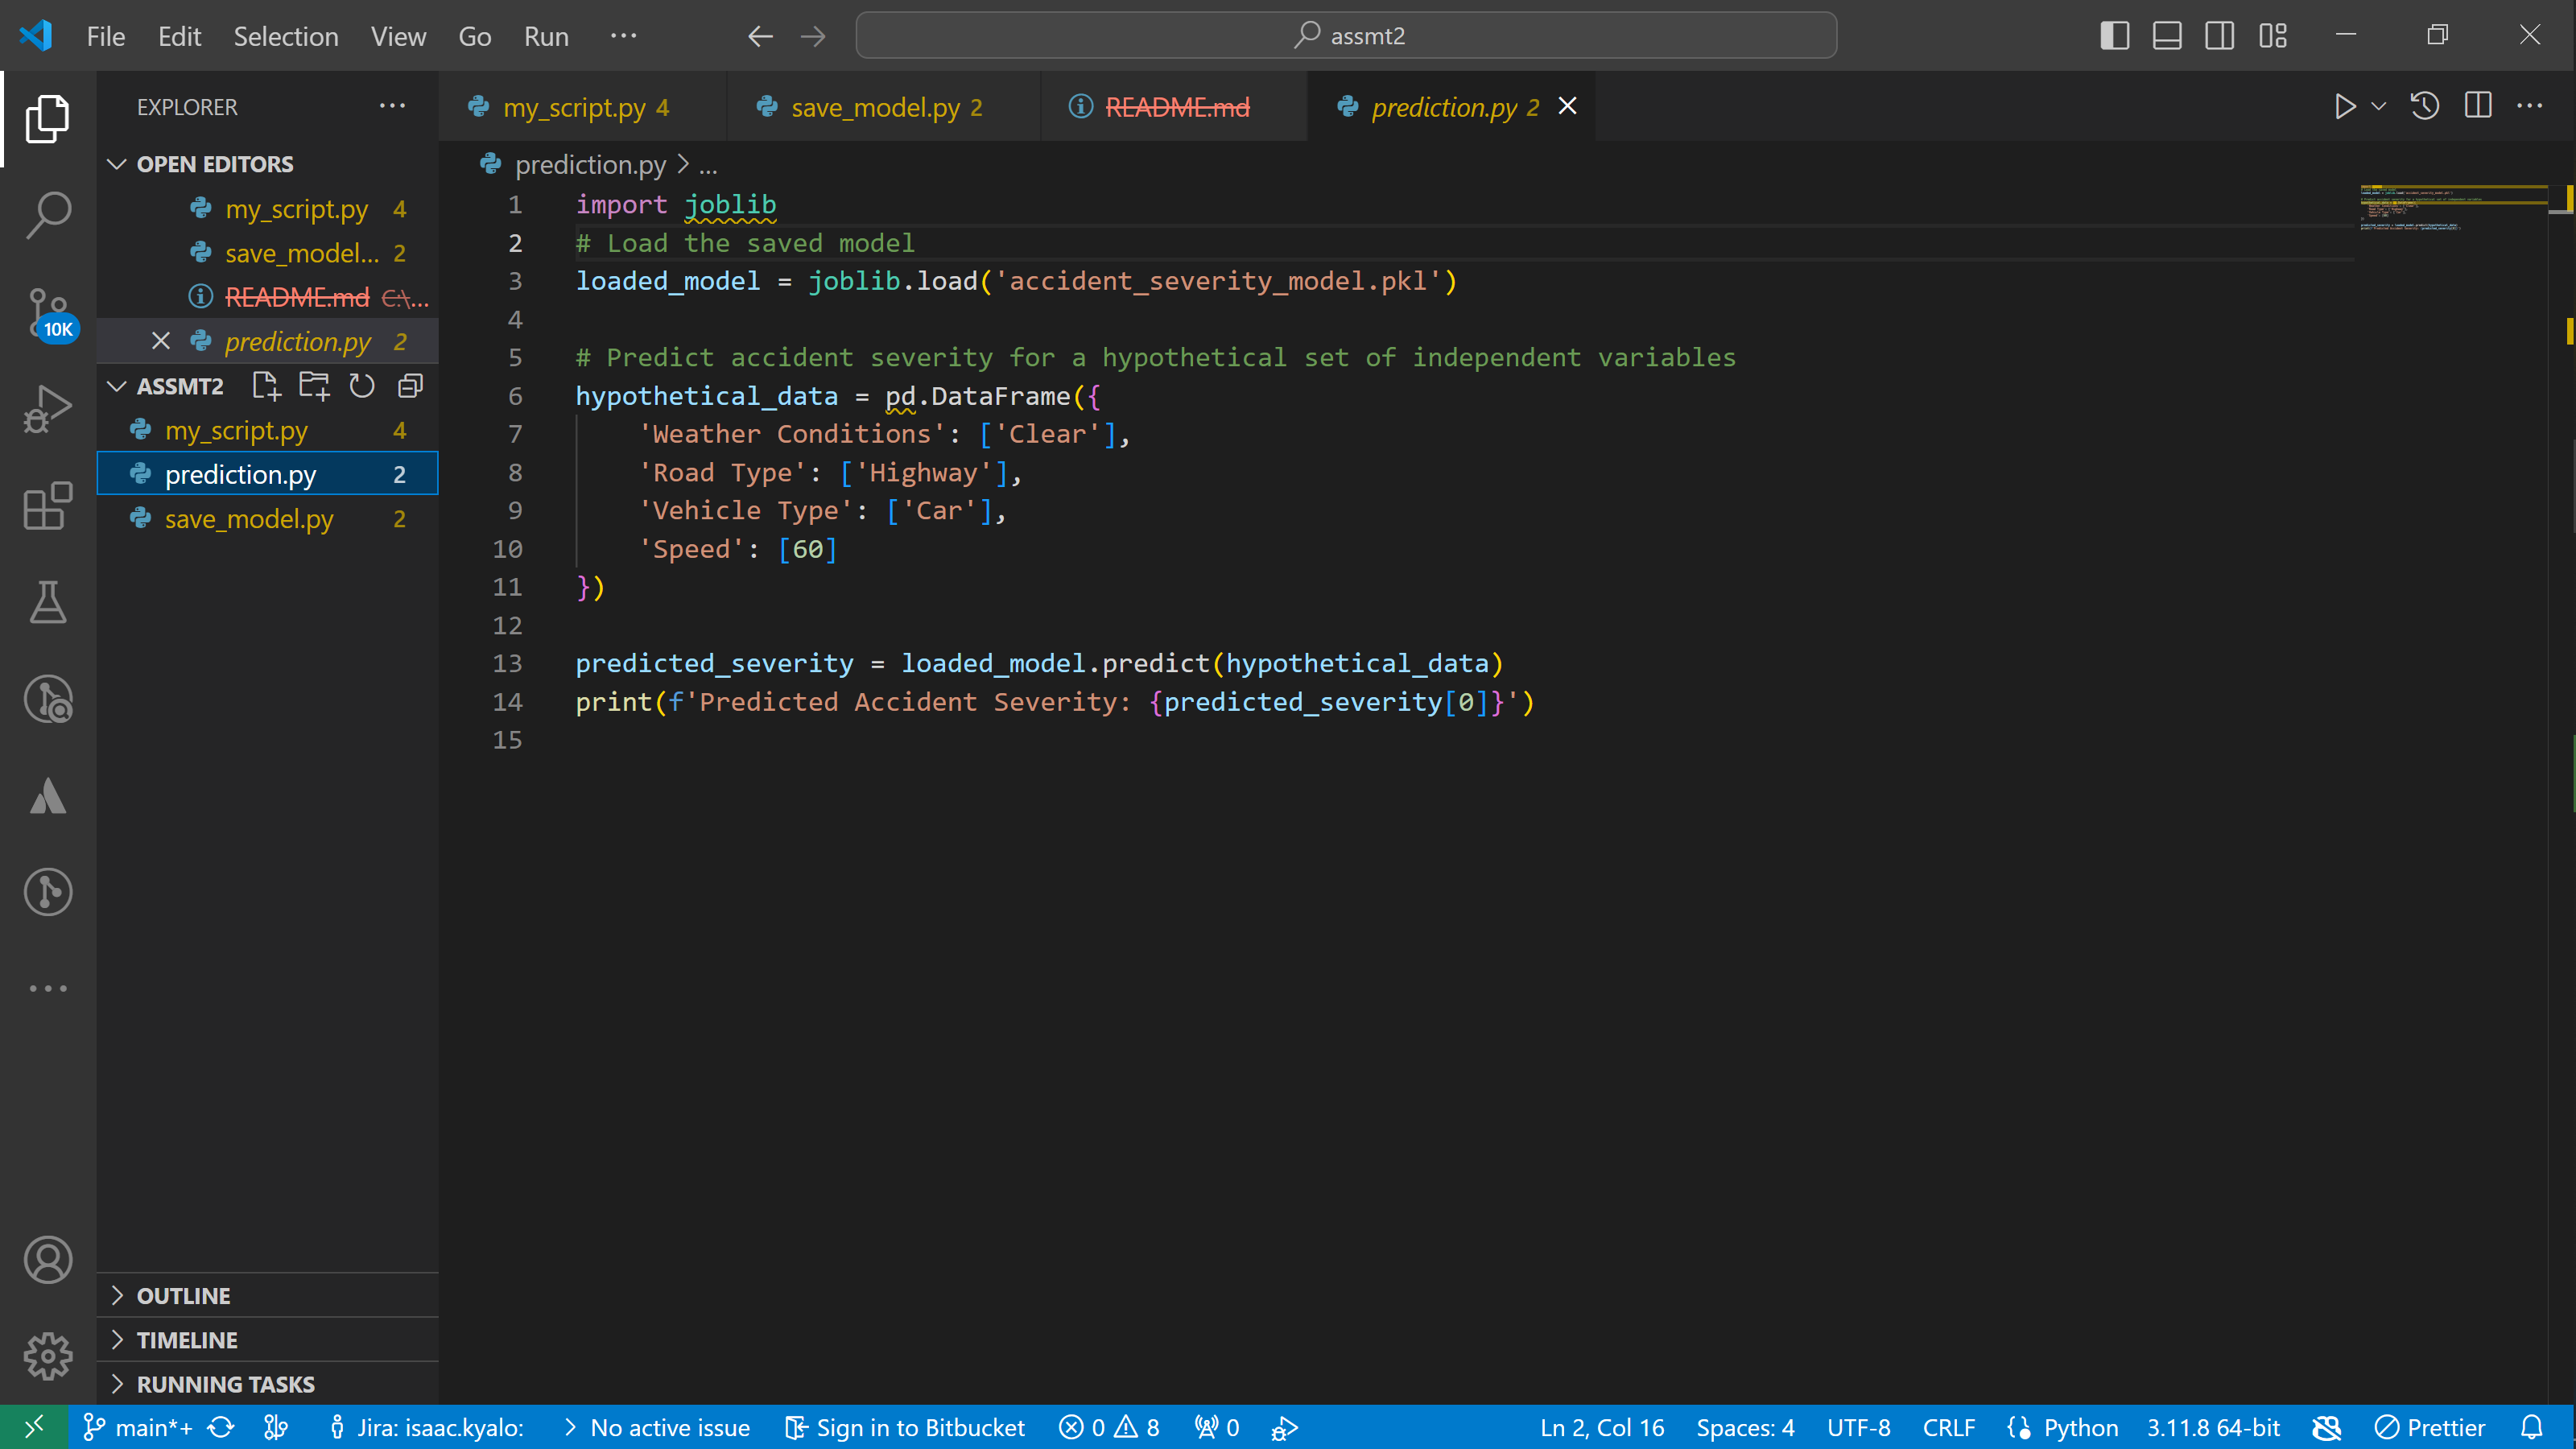 File Edit Selection View Go Run ... assmt2
EXPLORER ...
my_script.py 4 save_model.py 2 README.md prediction.py 2
OPEN EDITORS
my_script.py 4
save_model... 2
README.md C:\...
prediction.py 2
ASSMT2
my_script.py 4
prediction.py 2
save_model.py 2
10K
OUTLINE
TIMELINE
RUNNING TASKS
prediction.py > ...
1 import joblib
2 # Load the saved model
3 loaded_model = joblib.load('accident_severity_model.pkl')
4
5 # Predict accident severity for a hypothetical set of independent variables
6 hypothetical_data = pd.DataFrame({
7     'Weather Conditions': ['Clear'],
8     'Road Type': ['Highway'],
9     'Vehicle Type': ['Car'],
10     'Speed': [60]
11 })
12
13 predicted_severity = loaded_model.predict(hypothetical_data)
14 print(f'Predicted Accident Severity: {predicted_severity[0]}')
15
main*+ Jira: isaac.kyalo: > No active issue Sign in to Bitbucket 0 8 0 Ln 2, Col 16 Spaces: 4 UTF-8 CRLF Python 3.11.8 64-bit Prettier